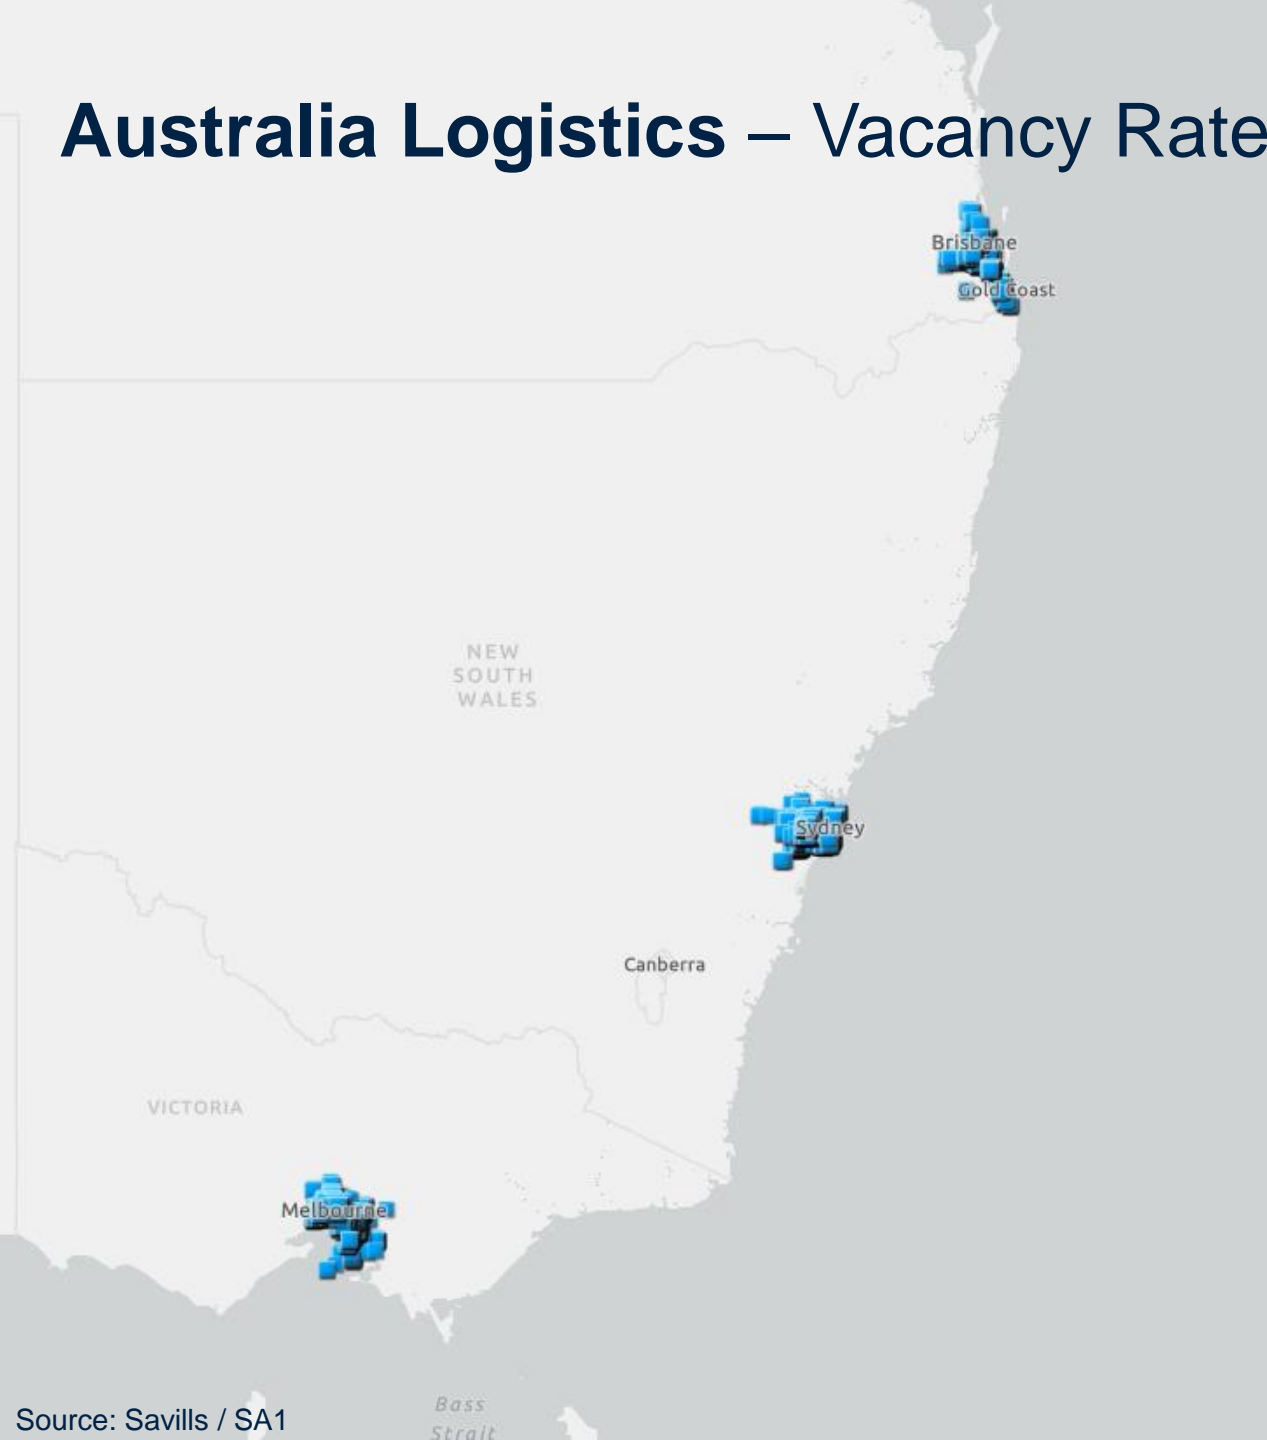 Australia Logistics – Vacancy Rate
Brisbane
Gold Coast
NEW
SOUTH
WALES
Sydney
Canberra
VICTORIA
Melbourne
Bass
Strait
Source: Savills / SA1